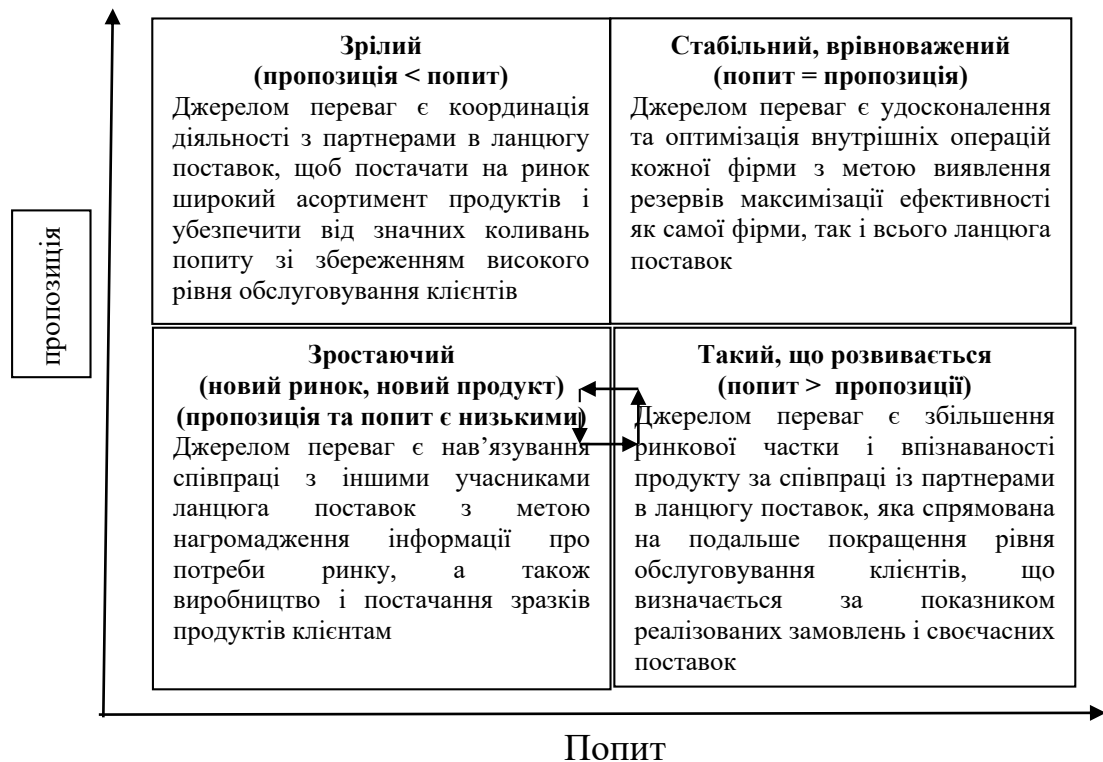 Зрілий
(пропозиція < попит)
Джерелом переваг є координація
діяльності з партнерами в ланцюгу
поставок, щоб постачати на ринок
широкий асортимент продуктів і
убезпечити від значних коливань
попиту зі збереженням високого
рівня обслуговування клієнтів
Стабільний, врівноважений
(попит = пропозиція)
Джерелом переваг є удосконалення
та оптимізація внутрішніх операцій
кожної фірми з метою виявлення
резервів максимізації ефективності
як самої фірми, так і всього ланцюга
поставок
пропозиція
Зростаючий
(новий ринок, новий продукт)
(пропозиція та попит є низькими)
Джерелом переваг є нав’язування
співпраці з іншими учасниками
ланцюга поставок з метою
нагромадження інформації про
потреби ринку, а також
виробництво і постачання зразків
продуктів клієнтам
Такий, що розвивається
(попит > пропозиції)
Джерелом переваг є збільшення
ринкової частки і впізнаваності
продукту за співпраці із партнерами
в ланцюгу поставок, яка спрямована
на подальше покращення рівня
обслуговування клієнтів, що
визначається за показником
реалізованих замовлень і своєчасних
поставок
Попит